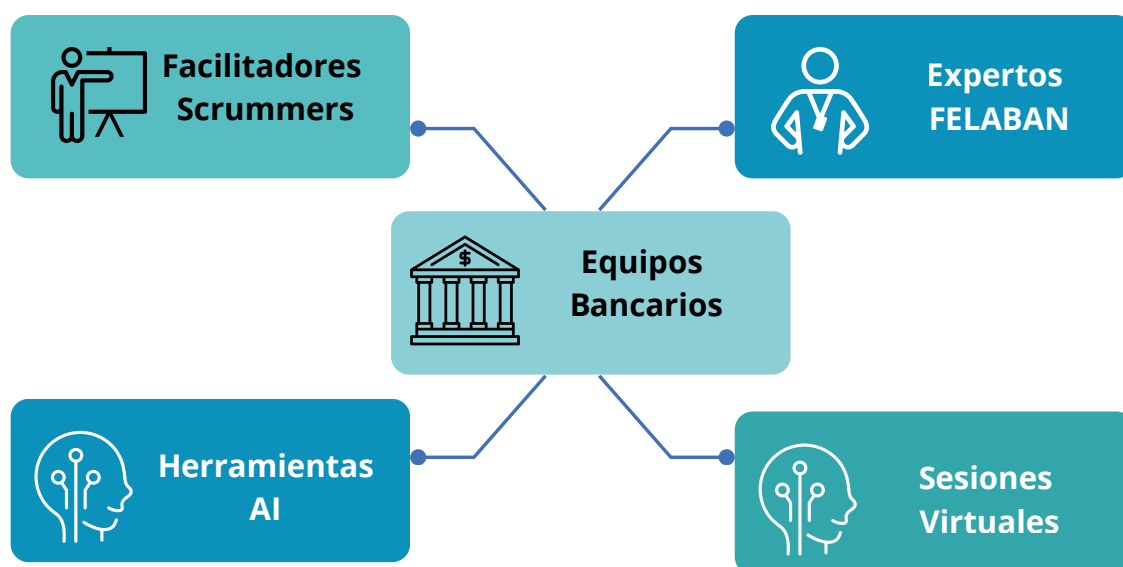 Facilitadores
Scrummers
Expertos
FELABAN
$
Equipos
Bancarios
Herramientas
AI
Sesiones
Virtuales